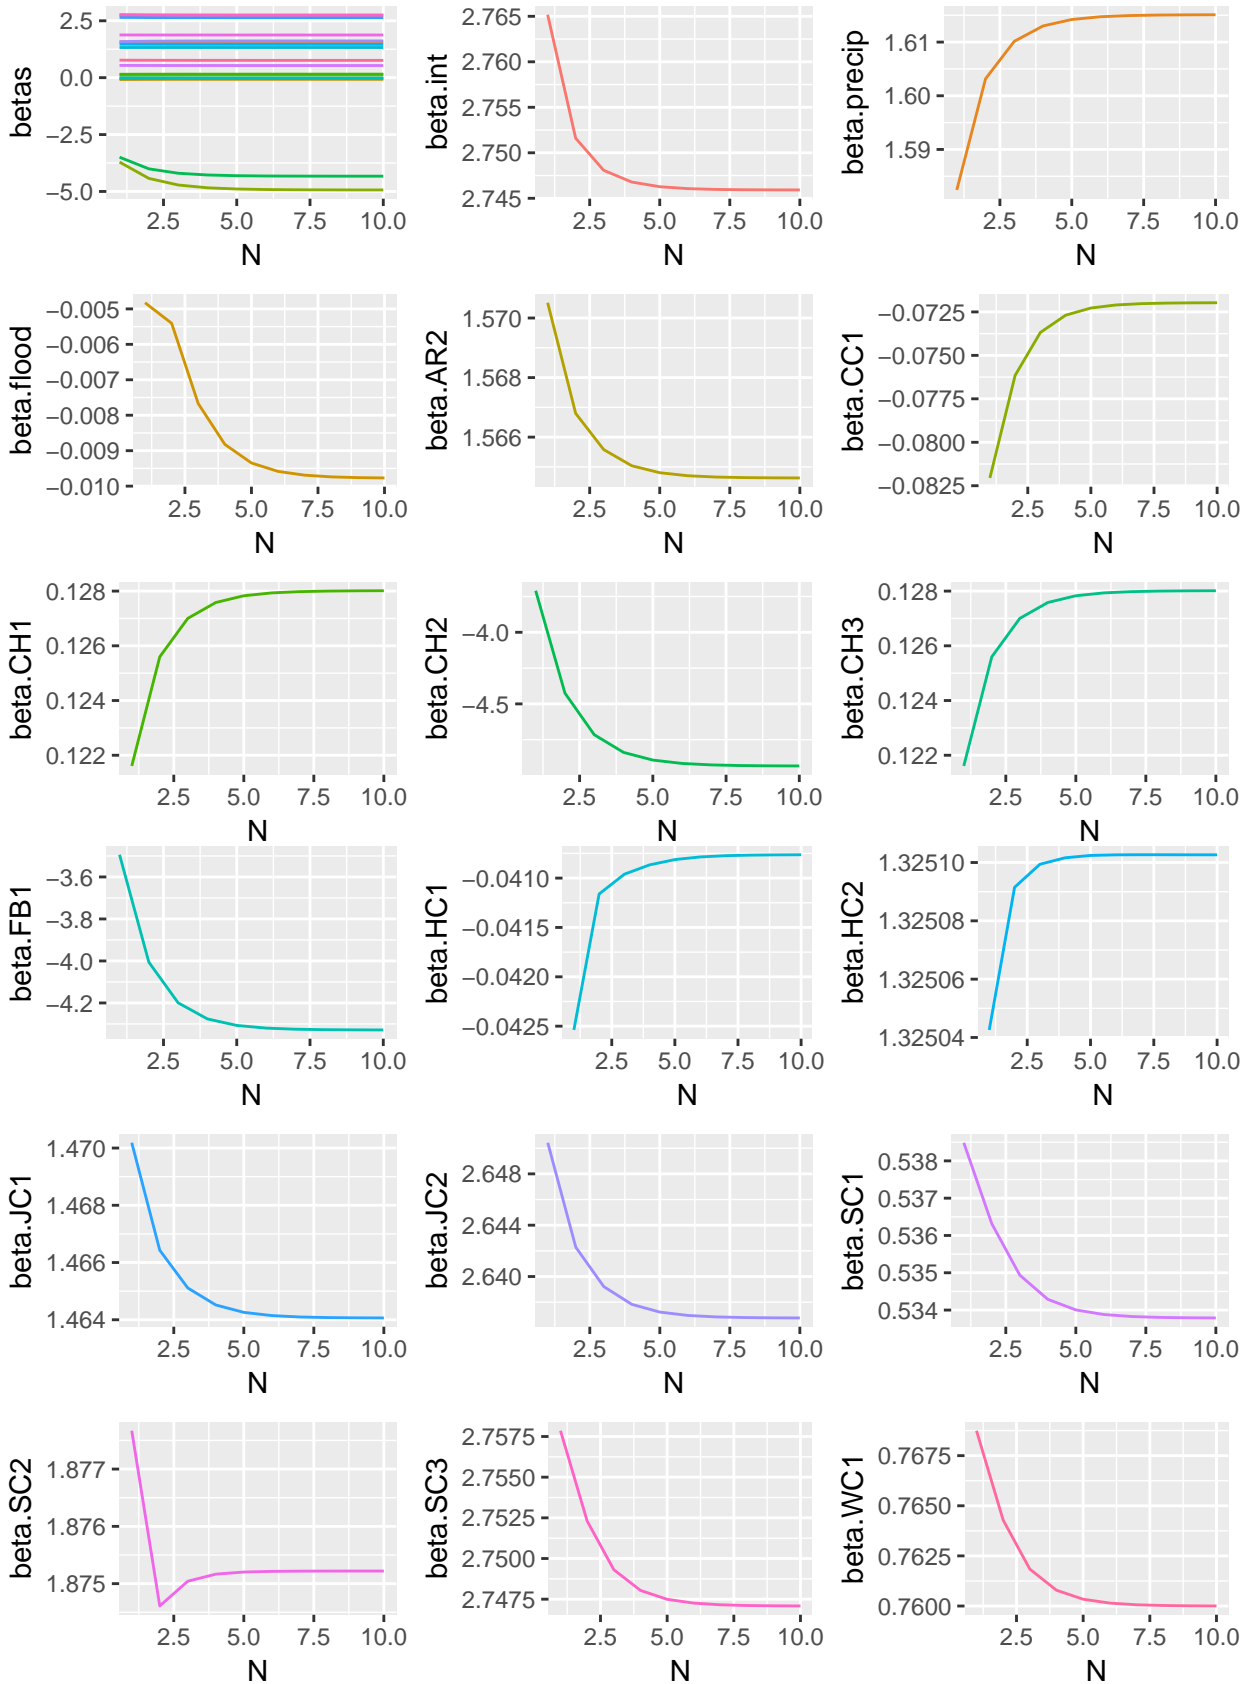 betas
2.5
0.0
−2.5
−5.0
2.5 5.0 7.5 10.0
N
beta.int
2.765
2.760
2.755
2.750
2.745
2.5 5.0 7.5 10.0
N
beta.precip
1.61
1.60
1.59
2.5 5.0 7.5 10.0
N
beta.flood
−0.005
−0.006
−0.007
−0.008
−0.009
−0.010
2.5 5.0 7.5 10.0
N
beta.AR2
1.570
1.568
1.566
2.5 5.0 7.5 10.0
N
beta.CC1
−0.0725
−0.0750
−0.0775
−0.0800
−0.0825
2.5 5.0 7.5 10.0
N
beta.CH1
0.128
0.126
0.124
0.122
2.5 5.0 7.5 10.0
N
beta.CH2
−4.0
−4.5
2.5 5.0 7.5 10.0
N
beta.CH3
0.128
0.126
0.124
0.122
2.5 5.0 7.5 10.0
N
beta.FB1
−3.6
−3.8
−4.0
−4.2
2.5 5.0 7.5 10.0
N
beta.HC1
−0.0410
−0.0415
−0.0420
−0.0425
2.5 5.0 7.5 10.0
N
beta.HC2
1.32510
1.32508
1.32506
1.32504
2.5 5.0 7.5 10.0
N
beta.JC1
1.470
1.468
1.466
1.464
2.5 5.0 7.5 10.0
N
beta.JC2
2.648
2.644
2.640
2.5 5.0 7.5 10.0
N
beta.SC1
0.538
0.537
0.536
0.535
0.534
2.5 5.0 7.5 10.0
N
beta.SC2
1.877
1.876
1.875
2.5 5.0 7.5 10.0
N
beta.SC3
2.7575
2.7550
2.7525
2.7500
2.7475
2.5 5.0 7.5 10.0
N
beta.WC1
0.7675
0.7650
0.7625
0.7600
2.5 5.0 7.5 10.0
N